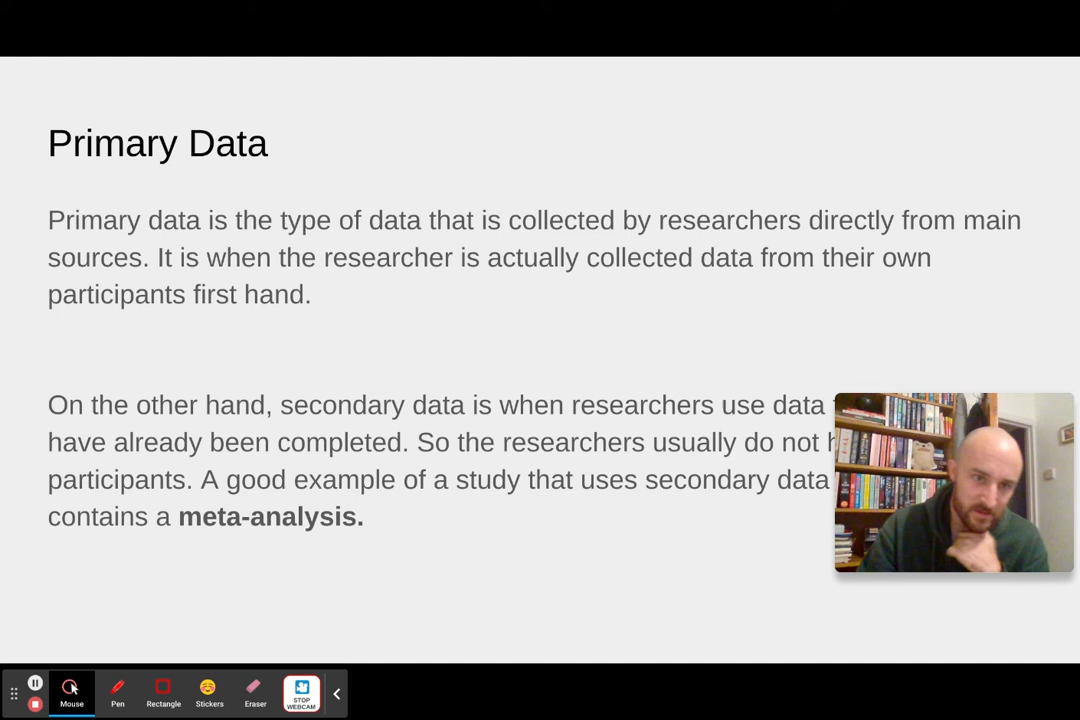 Primary Data
Primary data is the type of data that is collected by researchers directly from main
sources. It is when the researcher is actually collected data from their own
participants first hand.
On the other hand, secondary data is when researchers use data
have already been completed. So the researchers usually do not
participants. A good example of a study that uses secondary data
contains a meta-analysis.
Mouse
Pen
Rectangle
Stickers
Eraser
STOP
WEBCAM